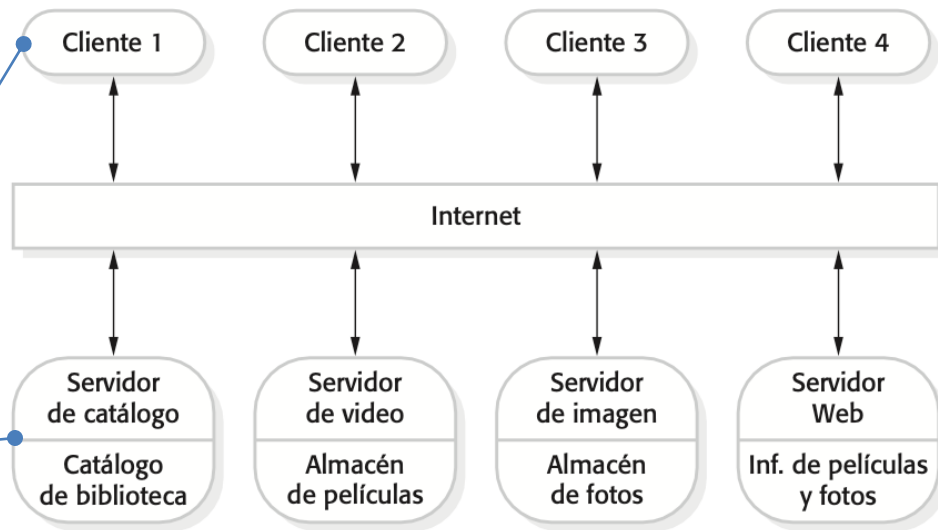 Cliente 1
Cliente 2
Cliente 3
Cliente 4
Internet
Servidor
de catálogo
Catálogo
de biblioteca
Servidor
de video
Almacén
de películas
Servidor
de imagen
Almacén
de fotos
Servidor
Web
Inf. de películas
y fotos